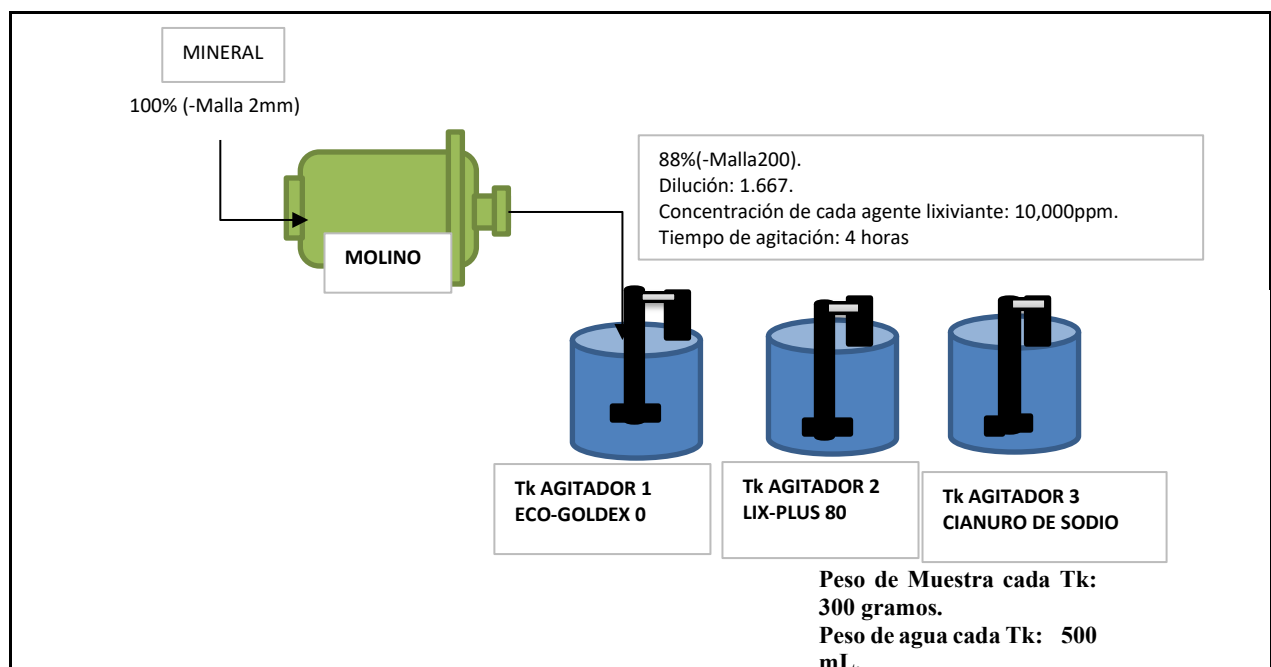 MINERAL
100% (-Malla 2mm)
MOLINO
88%(-Malla200).
Dilución: 1.667.
Concentración de cada agente lixiviante: 10,000ppm.
Tiempo de agitación: 4 horas
Tk AGITADOR 1
ECO-GOLDEX 0
Tk AGITADOR 2
LIX-PLUS 80
Tk AGITADOR 3
CIANURO DE SODIO
Peso de Muestra cada Tk:
300 gramos.
Peso de agua cada Tk: 500
mL.